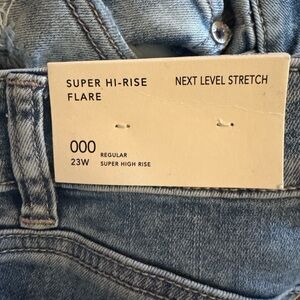 SUPER HI-RISE
FLARE
NEXT LEVEL STRETCH
000
23W
REGULAR
SUPER HIGH RISE